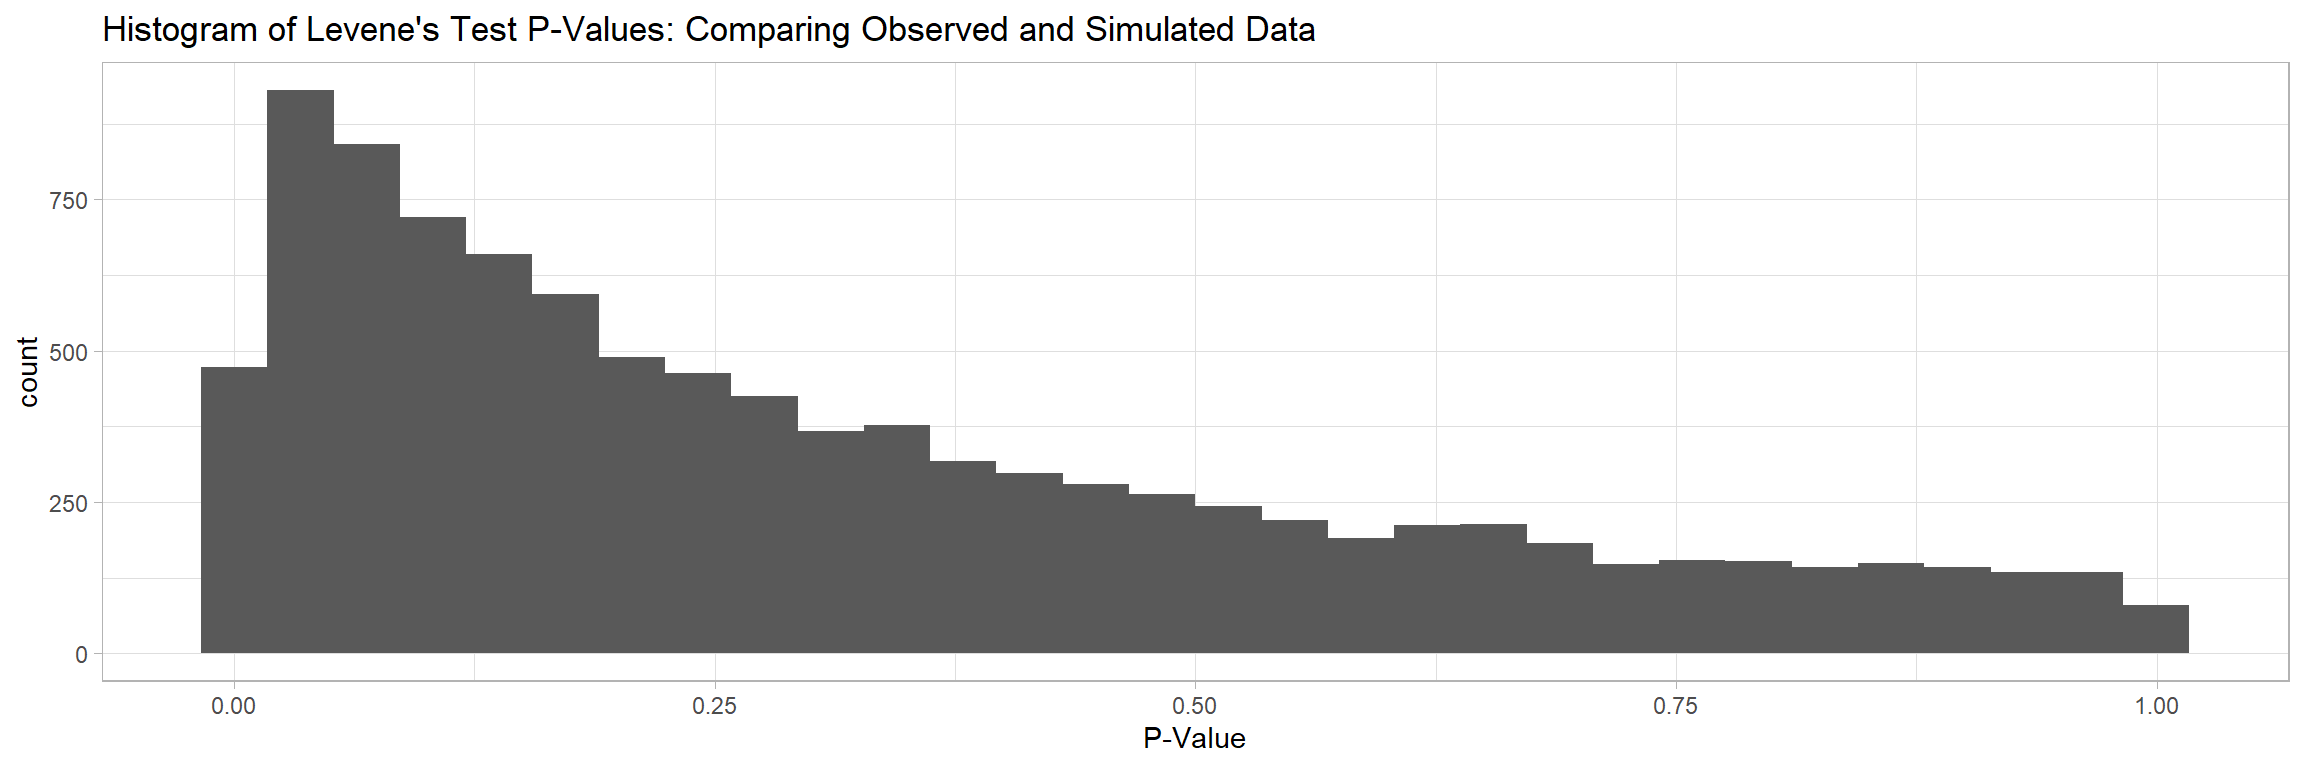 Histogram of Levene's Test P-Values: Comparing Observed and Simulated Data
count
750
500
250
0
0.00 0.25 0.50 0.75 1.00
P-Value